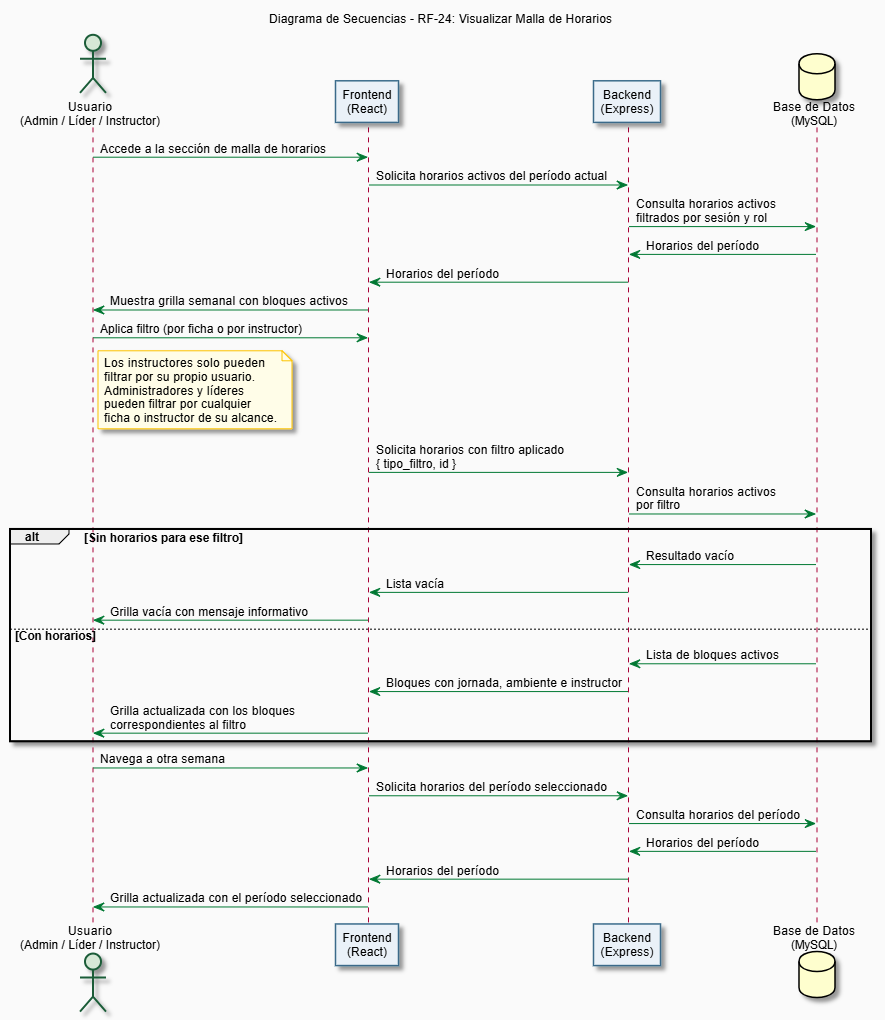 Diagrama de Secuencias - RF-24: Visualizar Malla de Horarios
Usuario
(Admin / Líder / Instructor)
Frontend
(React)
Backend
(Express)
Base de Datos
(MySQL)
Accede a la sección de malla de horarios
Solicita horarios activos del período actual
Consulta horarios activos
filtrados por sesión y rol
Horarios del período
Horarios del período
Muestra grilla semanal con bloques activos
Aplica filtro (por ficha o por instructor)
Los instructores solo pueden
filtrar por su propio usuario.
Administradores y líderes
pueden filtrar por cualquier
ficha o instructor de su alcance.
Solicita horarios con filtro aplicado
{ tipo_filtro, id }
Consulta horarios activos
por filtro
alt
[Sin horarios para ese filtro]
Resultado vacío
Lista vacía
Grilla vacía con mensaje informativo
[Con horarios]
Lista de bloques activos
Bloques con jornada, ambiente e instructor
Grilla actualizada con los bloques
correspondientes al filtro
Navega a otra semana
Solicita horarios del período seleccionado
Consulta horarios del período
Horarios del período
Horarios del período
Grilla actualizada con el período seleccionado
Usuario
(Admin / Líder / Instructor)
Frontend
(React)
Backend
(Express)
Base de Datos
(MySQL)